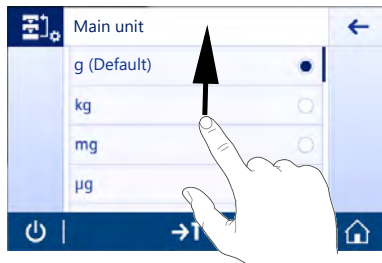 Main unit
g (Default)
kg
mg
µg
→T